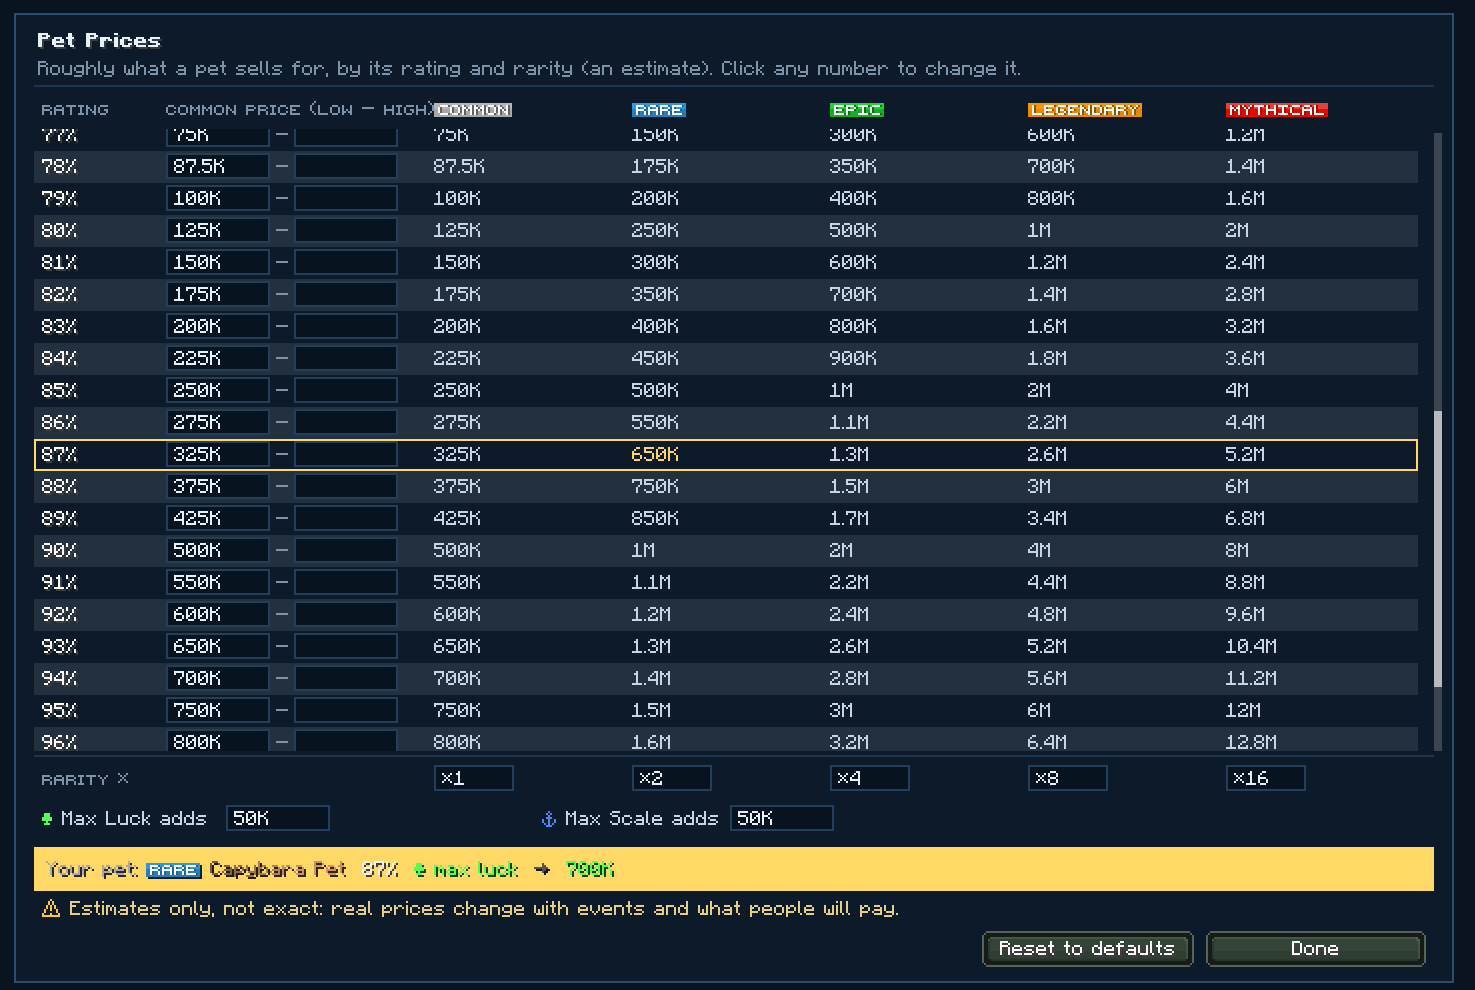 Pet Prices
Roughly what a pet sells for, by its rating and rarity (an estimate). Click any number to change it.
RATING COMMON PRICE (LOW – HIGH) COMMON RARE EPIC LEGENDARY MYTHICAL
77% 75K – 75K 150K 300K 600K 1.2M
78% 87.5K – 87.5K 175K 350K 700K 1.4M
79% 100K – 100K 200K 400K 800K 1.6M
80% 125K – 125K 250K 500K 1M 2M
81% 150K – 150K 300K 600K 1.2M 2.4M
82% 175K – 175K 350K 700K 1.4M 2.8M
83% 200K – 200K 400K 800K 1.6M 3.2M
84% 225K – 225K 450K 900K 1.8M 3.6M
85% 250K – 250K 500K 1M 2M 4M
86% 275K – 275K 550K 1.1M 2.2M 4.4M
87% 325K – 325K 650K 1.3M 2.6M 5.2M
88% 375K – 375K 750K 1.5M 3M 6M
89% 425K – 425K 850K 1.7M 3.4M 6.8M
90% 500K – 500K 1M 2M 4M 8M
91% 550K – 550K 1.1M 2.2M 4.4M 8.8M
92% 600K – 600K 1.2M 2.4M 4.8M 9.6M
93% 650K – 650K 1.3M 2.6M 5.2M 10.4M
94% 700K – 700K 1.4M 2.8M 5.6M 11.2M
95% 750K – 750K 1.5M 3M 6M 12M
96% 800K – 800K 1.6M 3.2M 6.4M 12.8M
RARITY × ×1 ×2 ×4 ×8 ×16
Max Luck adds 50K Max Scale adds 50K
Your pet: RARE Capybara Pet 87% max luck → 700K
⚠ Estimates only, not exact: real prices change with events and what people will pay.
Reset to defaults Done